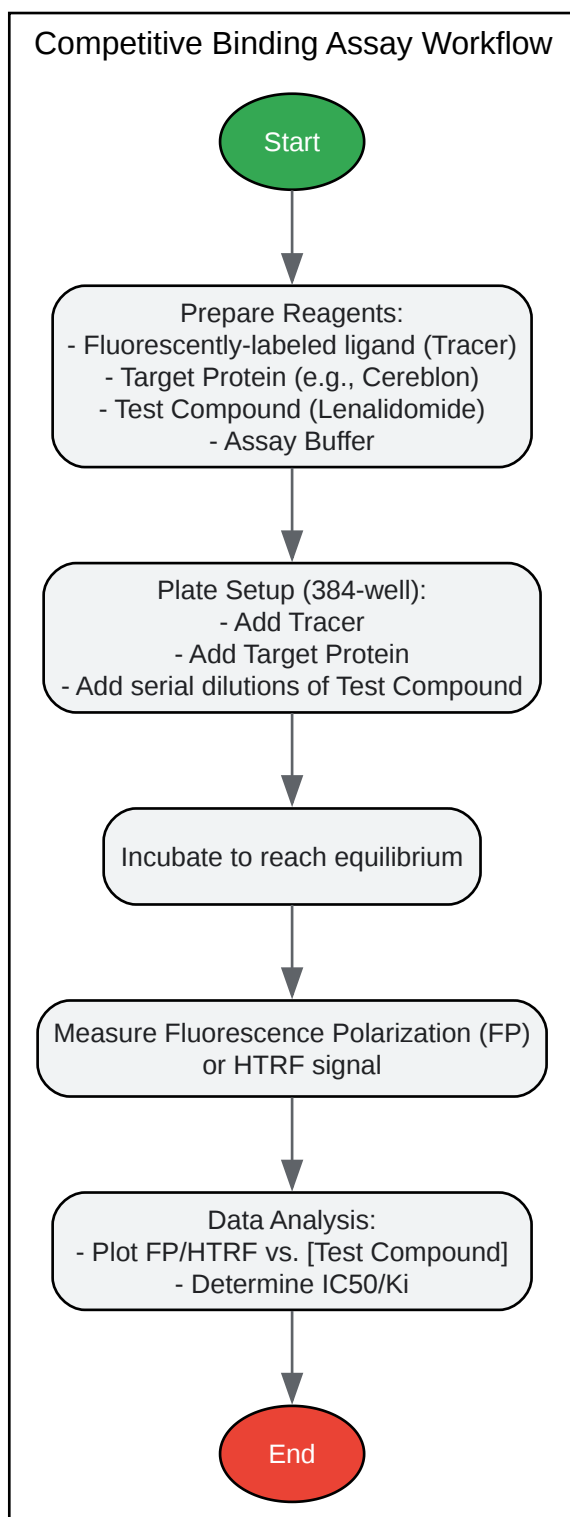 Competitive Binding Assay Workflow
Start
Prepare Reagents:
- Fluorescently-labeled ligand (Tracer)
- Target Protein (e.g., Cereblon)
- Test Compound (Lenalidomide)
- Assay Buffer
Plate Setup (384-well):
- Add Tracer
- Add Target Protein
- Add serial dilutions of Test Compound
Incubate to reach equilibrium
Measure Fluorescence Polarization (FP)
or HTRF signal
Data Analysis:
- Plot FP/HTRF vs. [Test Compound]
- Determine IC50/Ki
End